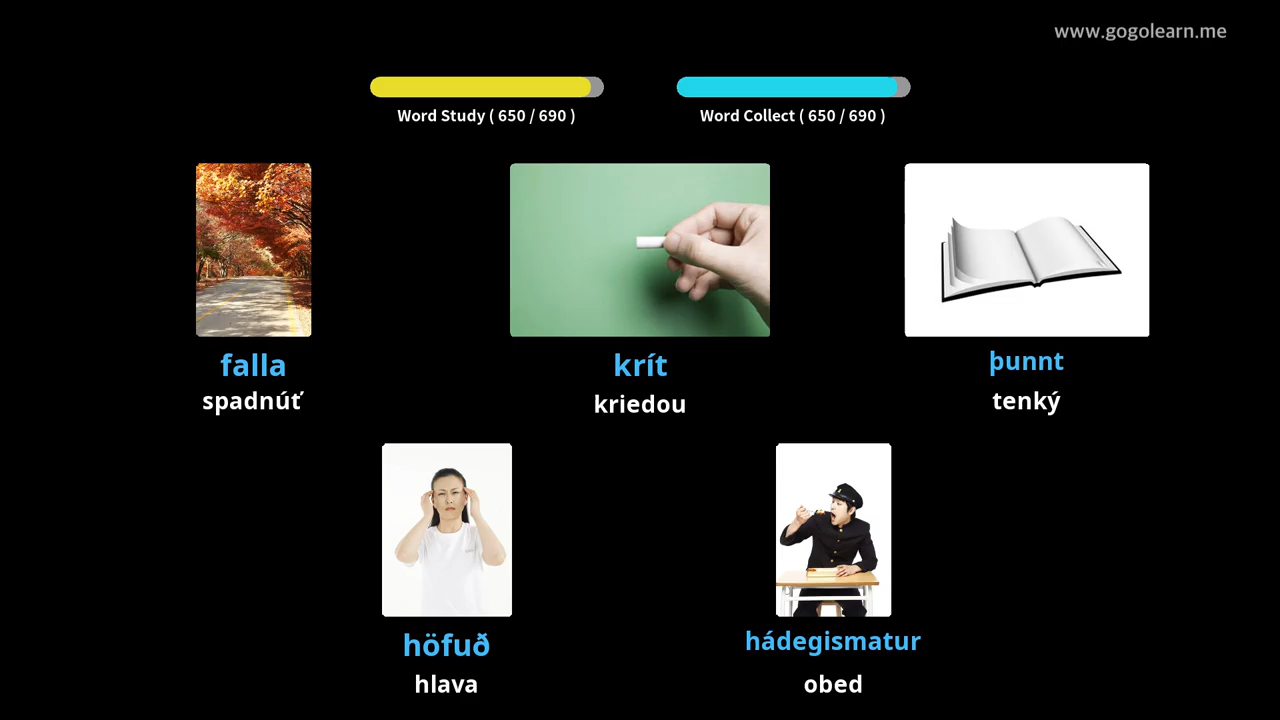 www.gogolearn.me
Word Study ( 650 / 690 )
Word Collect ( 650 / 690 )
falla
spadnúť
krít
kriedou
þunnt
tenký
höfuð
hlava
hádegismatur
obed